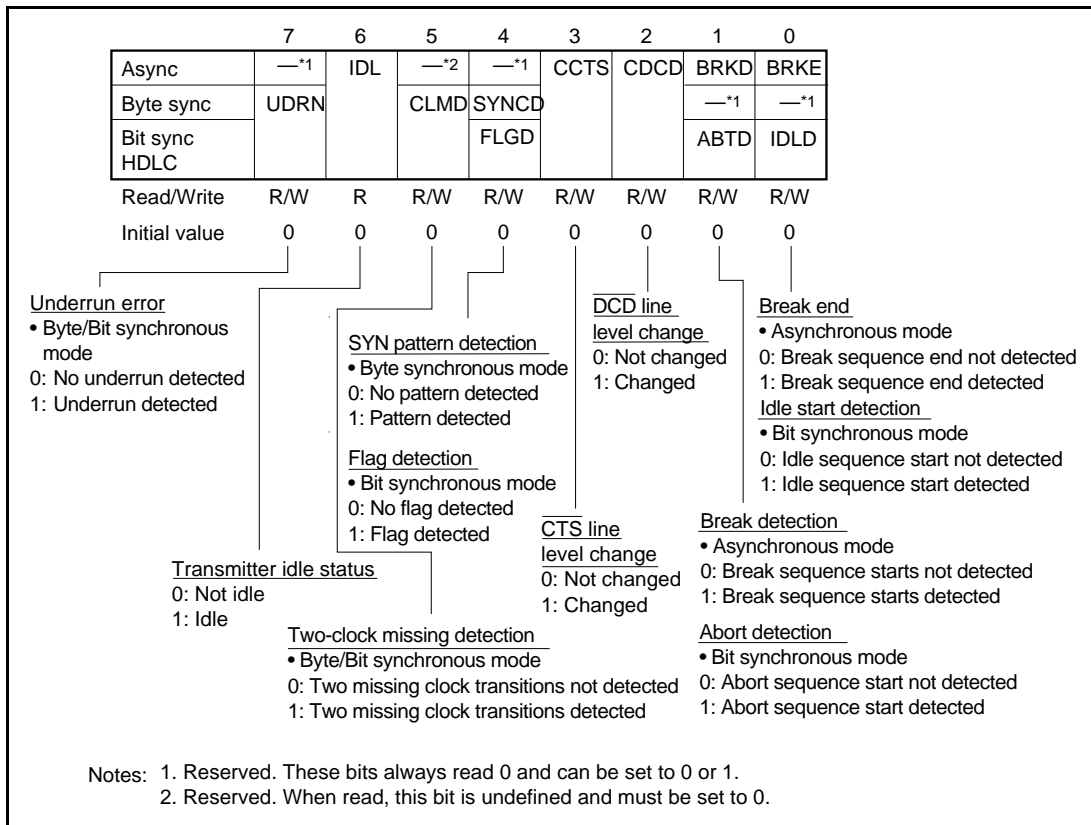 7 6 5 4 3 2 1 0
Async —*1 IDL —*2 —*1 CCTS CDCD BRKD BRKE
Byte sync UDRN CLMD SYNCD —*1 —*1
Bit sync FLGD ABTD IDLD
HDLC
Read/Write R/W R R/W R/W R/W R/W R/W R/W
Initial value 0 0 0 0 0 0 0 0
Underrun error
• Byte/Bit synchronous
mode
0: No underrun detected
1: Underrun detected
Transmitter idle status
0: Not idle
1: Idle
Two-clock missing detection
• Byte/Bit synchronous mode
0: Two missing clock transitions not detected
1: Two missing clock transitions detected
SYN pattern detection
• Byte synchronous mode
0: No pattern detected
1: Pattern detected
Flag detection
• Bit synchronous mode
0: No flag detected
1: Flag detected
CTS line
level change
0: Not changed
1: Changed
DCD line
level change
0: Not changed
1: Changed
Break end
• Asynchronous mode
0: Break sequence end not detected
1: Break sequence end detected
Idle start detection
• Bit synchronous mode
0: Idle sequence start not detected
1: Idle sequence start detected
Break detection
• Asynchronous mode
0: Break sequence starts not detected
1: Break sequence starts detected
Abort detection
• Bit synchronous mode
0: Abort sequence start not detected
1: Abort sequence start detected
Notes: 1. Reserved. These bits always read 0 and can be set to 0 or 1.
2. Reserved. When read, this bit is undefined and must be set to 0.